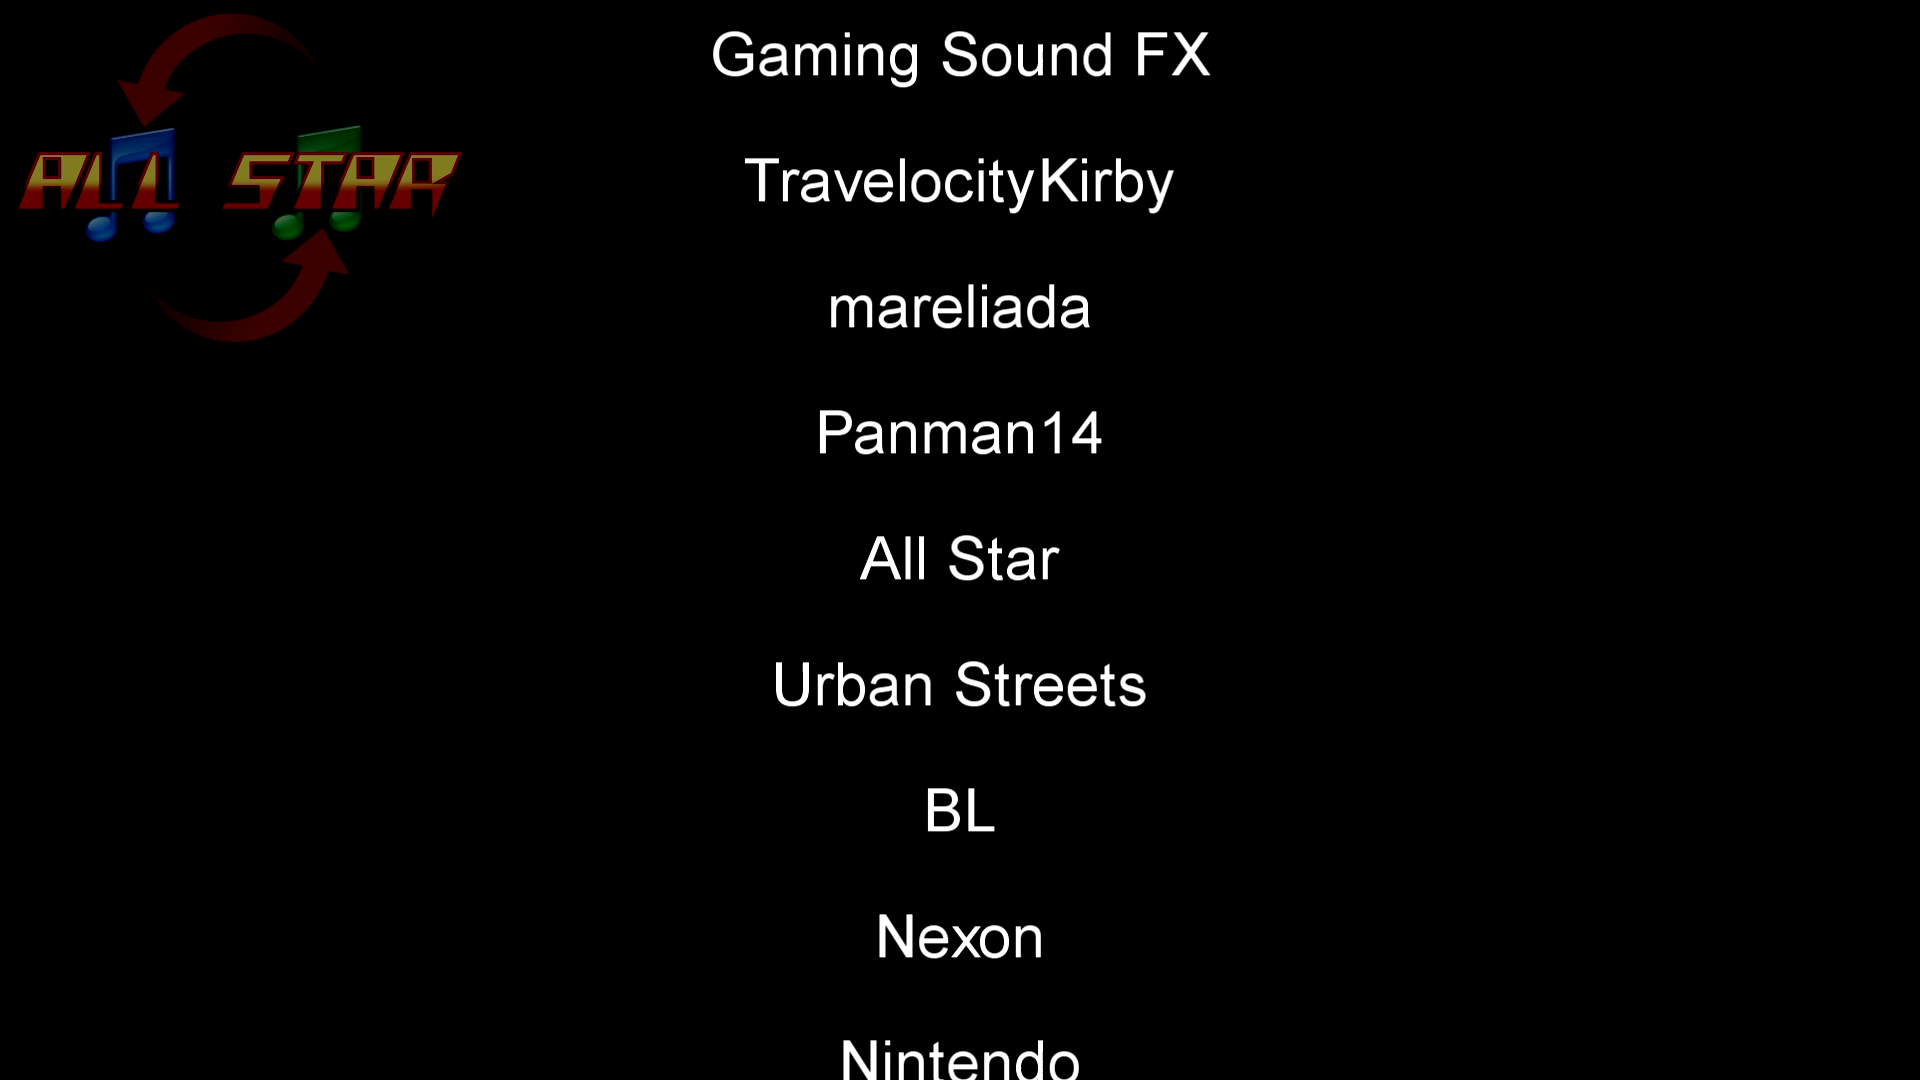 ALL STAR
Gaming Sound FX
TravelocityKirby
mareliada
Panman14
All Star
Urban Streets
BL
Nexon
Nintendo